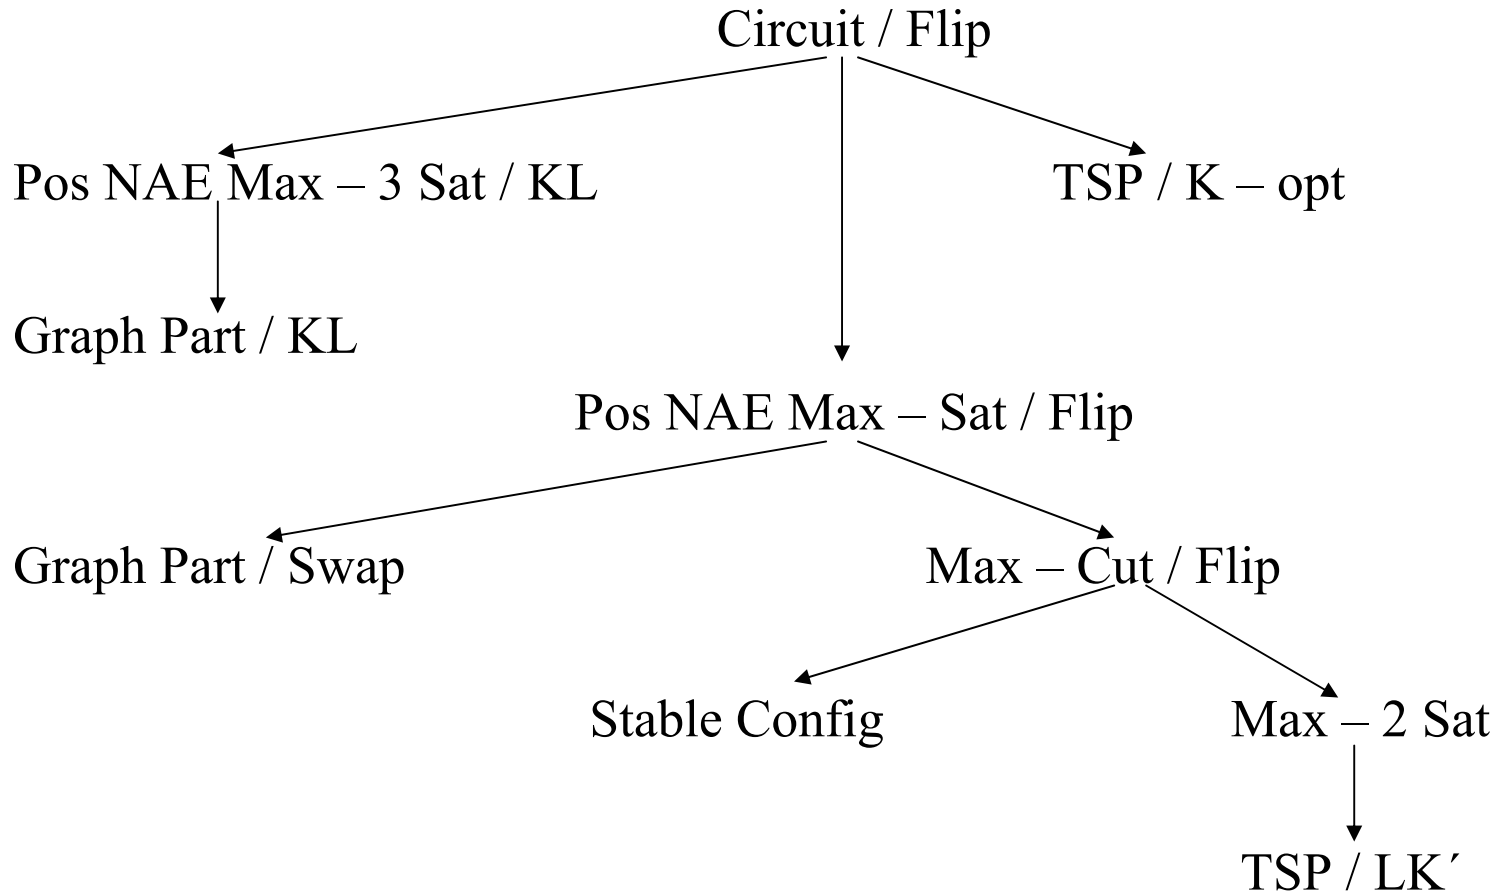 Circuit / Flip
Pos NAE Max – 3 Sat / KL
TSP / K – opt
Graph Part / KL
Pos NAE Max – Sat / Flip
Graph Part / Swap
Max – Cut / Flip
Stable Config
Max – 2 Sat
TSP / LK´